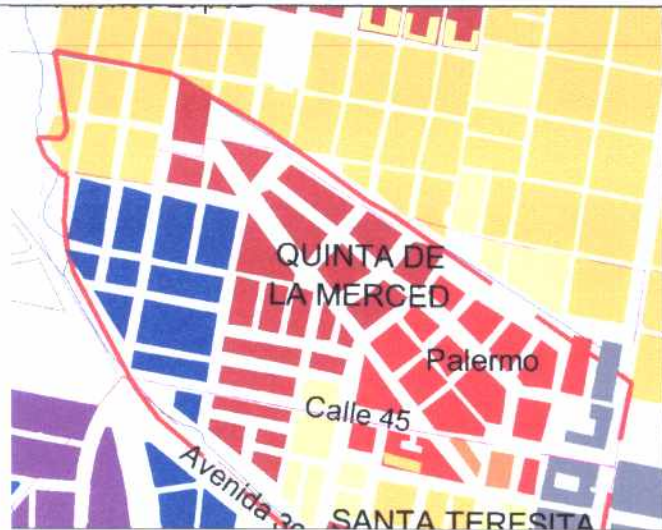 QUINTA DE
LA MERCED
Palermo
Calle 45
Avenida
SANTA TERESITA